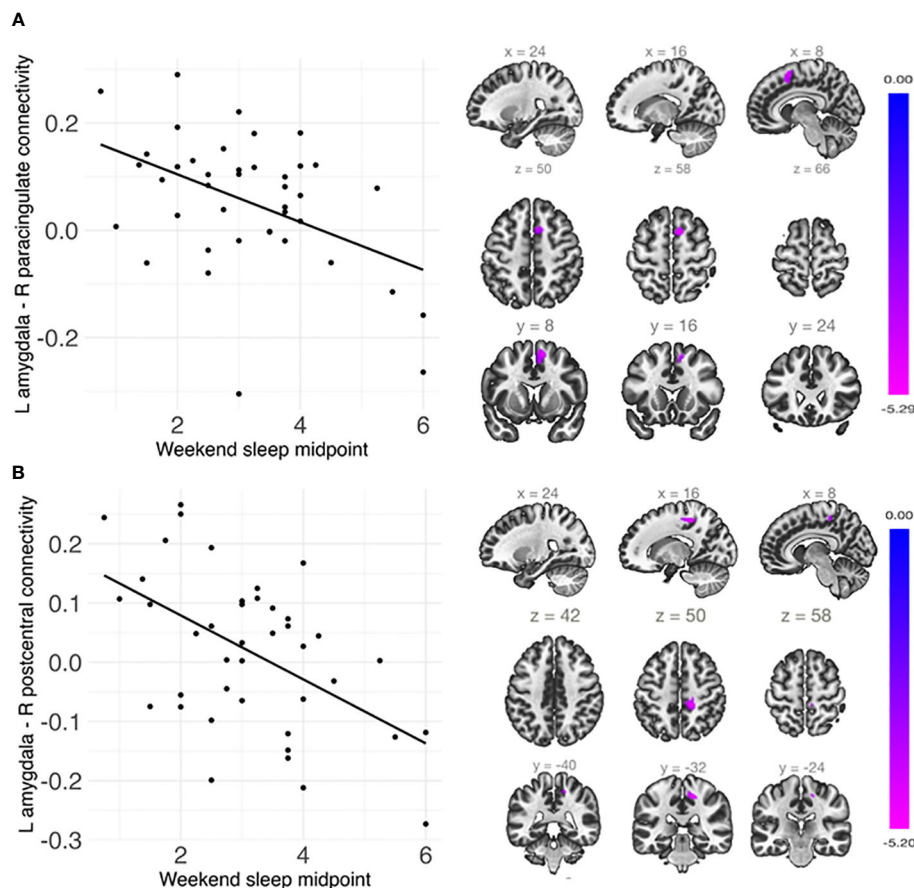 A
L amygdala - R paracingulate connectivity
0.2
0.0
-0.2
2 4 6
Weekend sleep midpoint
x = 24 x = 16 x = 8
z = 50 z = 58 z = 66
y = 8 y = 16 y = 24
0.00
-5.29
B
L amygdala - R postcentral connectivity
0.2
0.1
0.0
-0.1
-0.2
-0.3
2 4 6
Weekend sleep midpoint
x = 24 x = 16 x = 8
z = 42 z = 50 z = 58
y = -40 y = -32 y = -24
0.00
-5.20